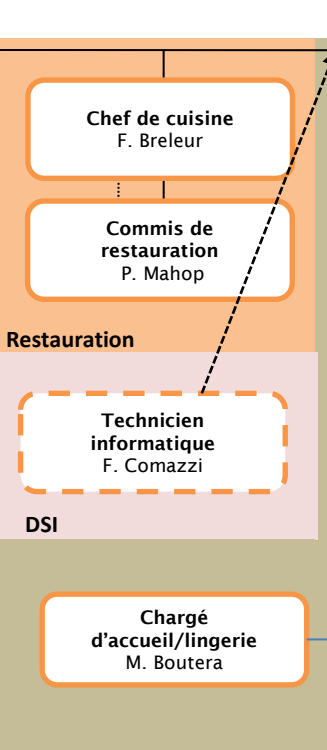 Chef de cuisine
F. Breleur
Commis de
restauration
P. Mahop
Restauration
Technicien
informatique
F. Comazzi
DSI
Chargé
d’accueil/lingerie
M. Boutera